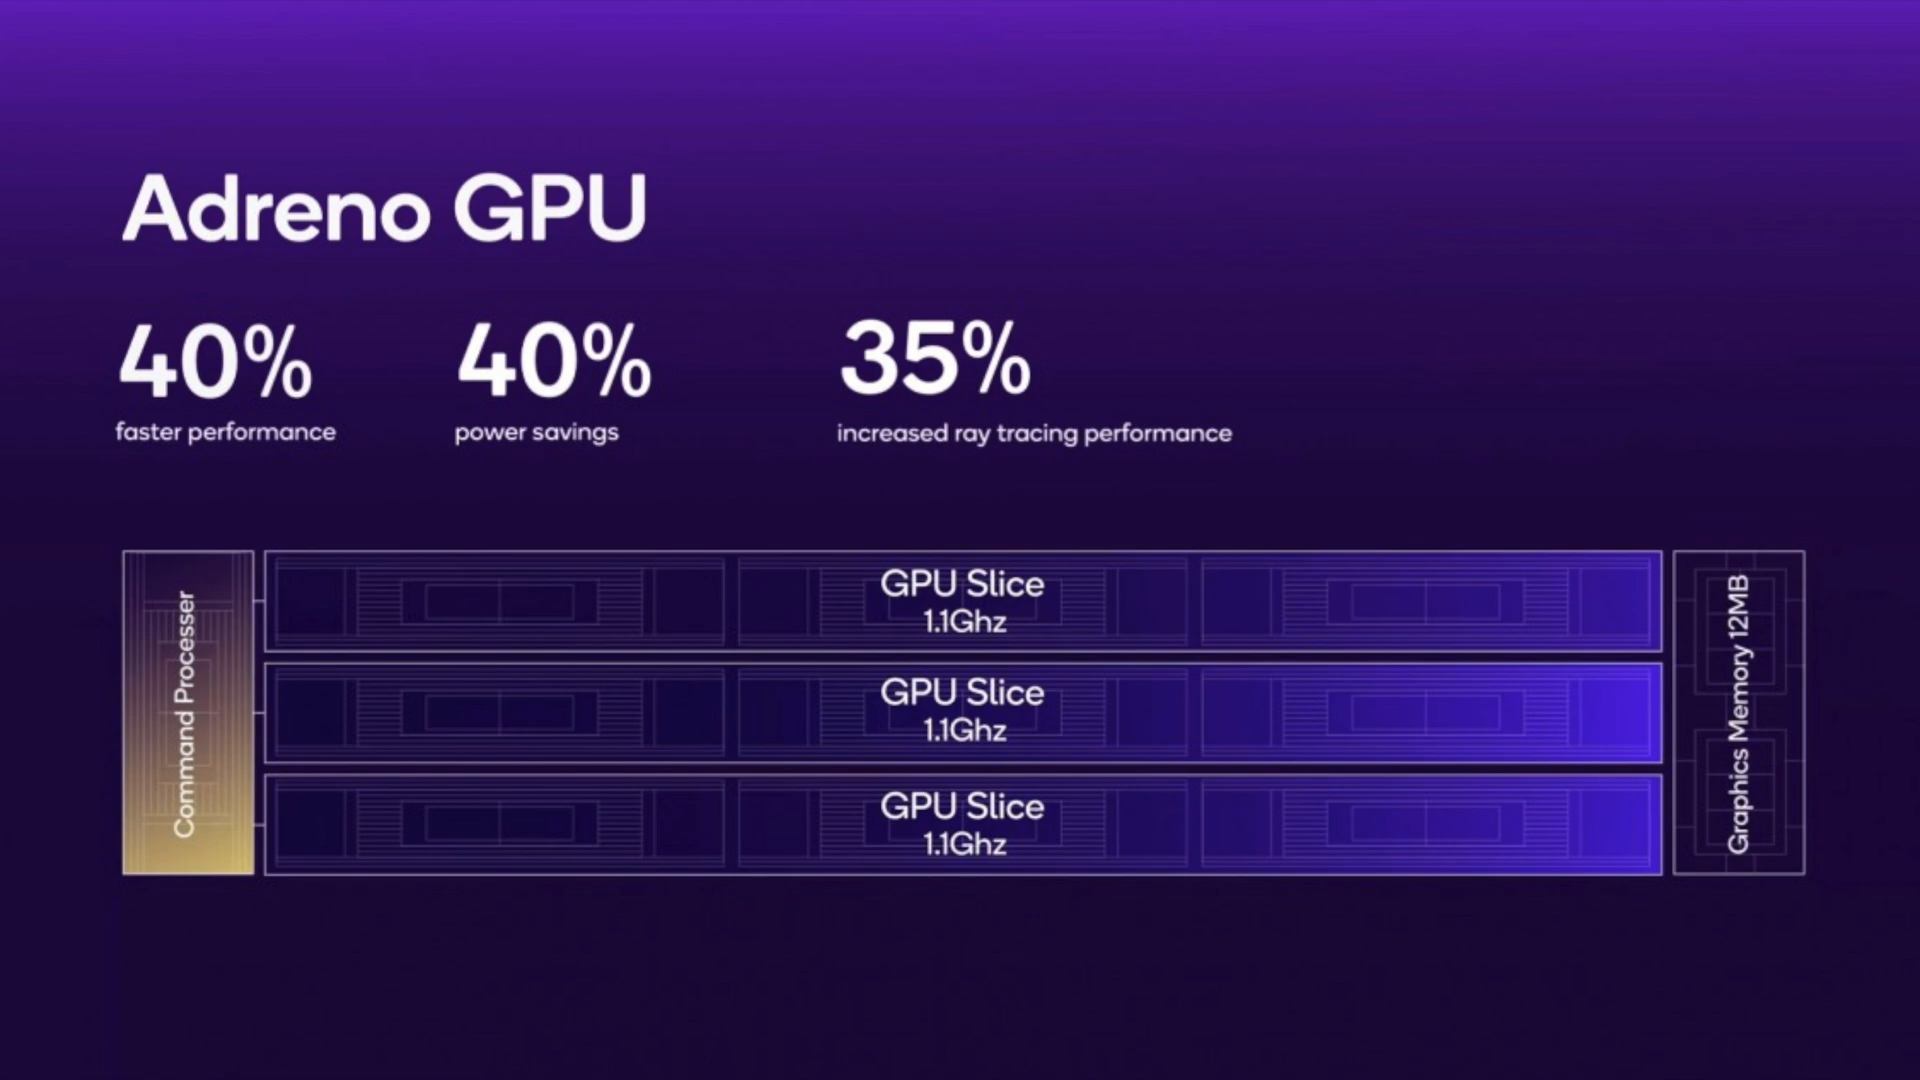 Adreno GPU
40%
faster performance
40%
power savings
35%
increased ray tracing performance
Command Processer
GPU Slice
1.1Ghz
GPU Slice
1.1Ghz
GPU Slice
1.1Ghz
Graphics Memory 12MB